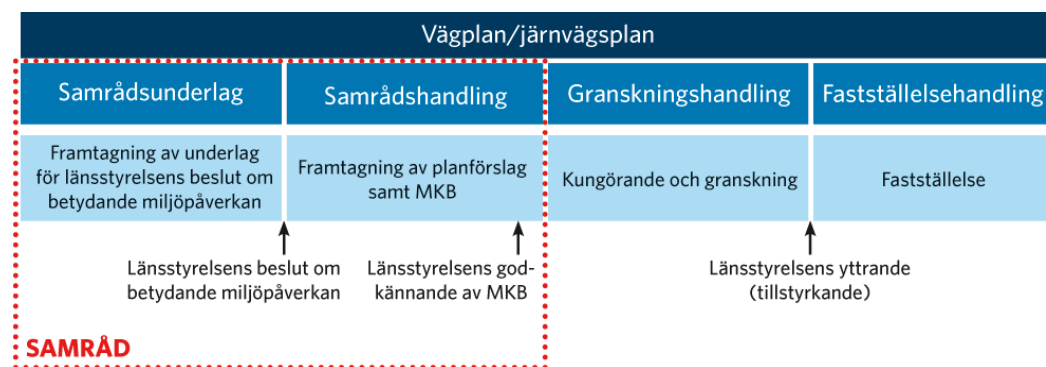 Vägplan/järnvägsplan
Samrådsunderlag
Samrådshandling
Granskningshandling
Fastställelsehandling
Framtagning av underlag
för länsstyrelsens beslut om
betydande miljöpåverkan
Framtagning av planförslag
samt MKB
Kungörande och granskning
Fastställelse
Länsstyrelsens beslut om
betydande miljöpåverkan
Länsstyrelsens god-
kännande av MKB
Länsstyrelsens yttrande
(tillstyrkande)
SAMRÅD